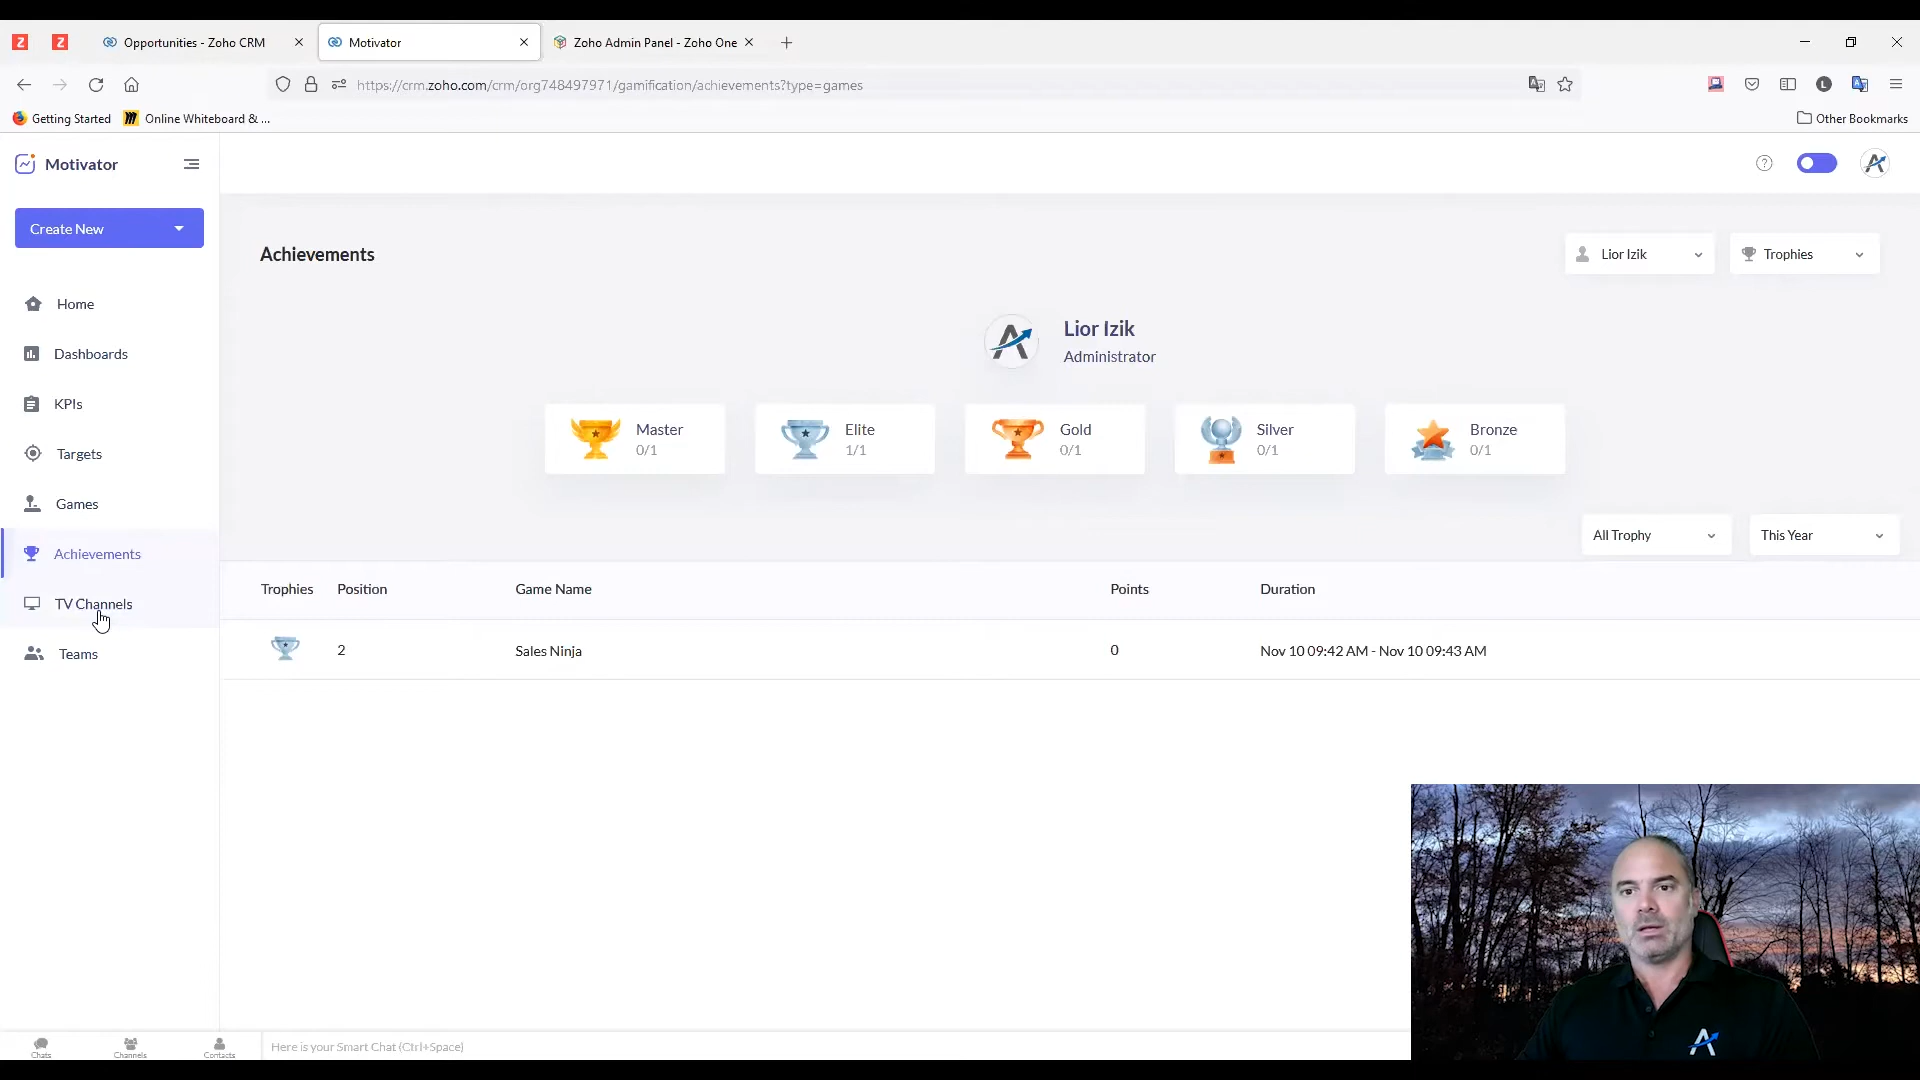 Opportunities - Zoho CRM
Motivator
Zoho Admin Panel - Zoho One
https://crm.zoho.com/crm/org748497971/gamification/achievements?type=games
Getting Started
Online Whiteboard & ...
Other Bookmarks
Motivator
Create New
Home
Dashboards
KPIs
Targets
Games
Achievements
TV Channels
Teams
Achievements
Lior Izik
Trophies
Lior Izik
Administrator
Master
0/1
Elite
1/1
Gold
0/1
Silver
0/1
Bronze
0/1
All Trophy
This Year
Trophies Position Game Name Points Duration
2 Sales Ninja 0 Nov 10 09:42 AM - Nov 10 09:43 AM
Chats
Channels
Contacts
Here is your Smart Chat (Ctrl+Space)